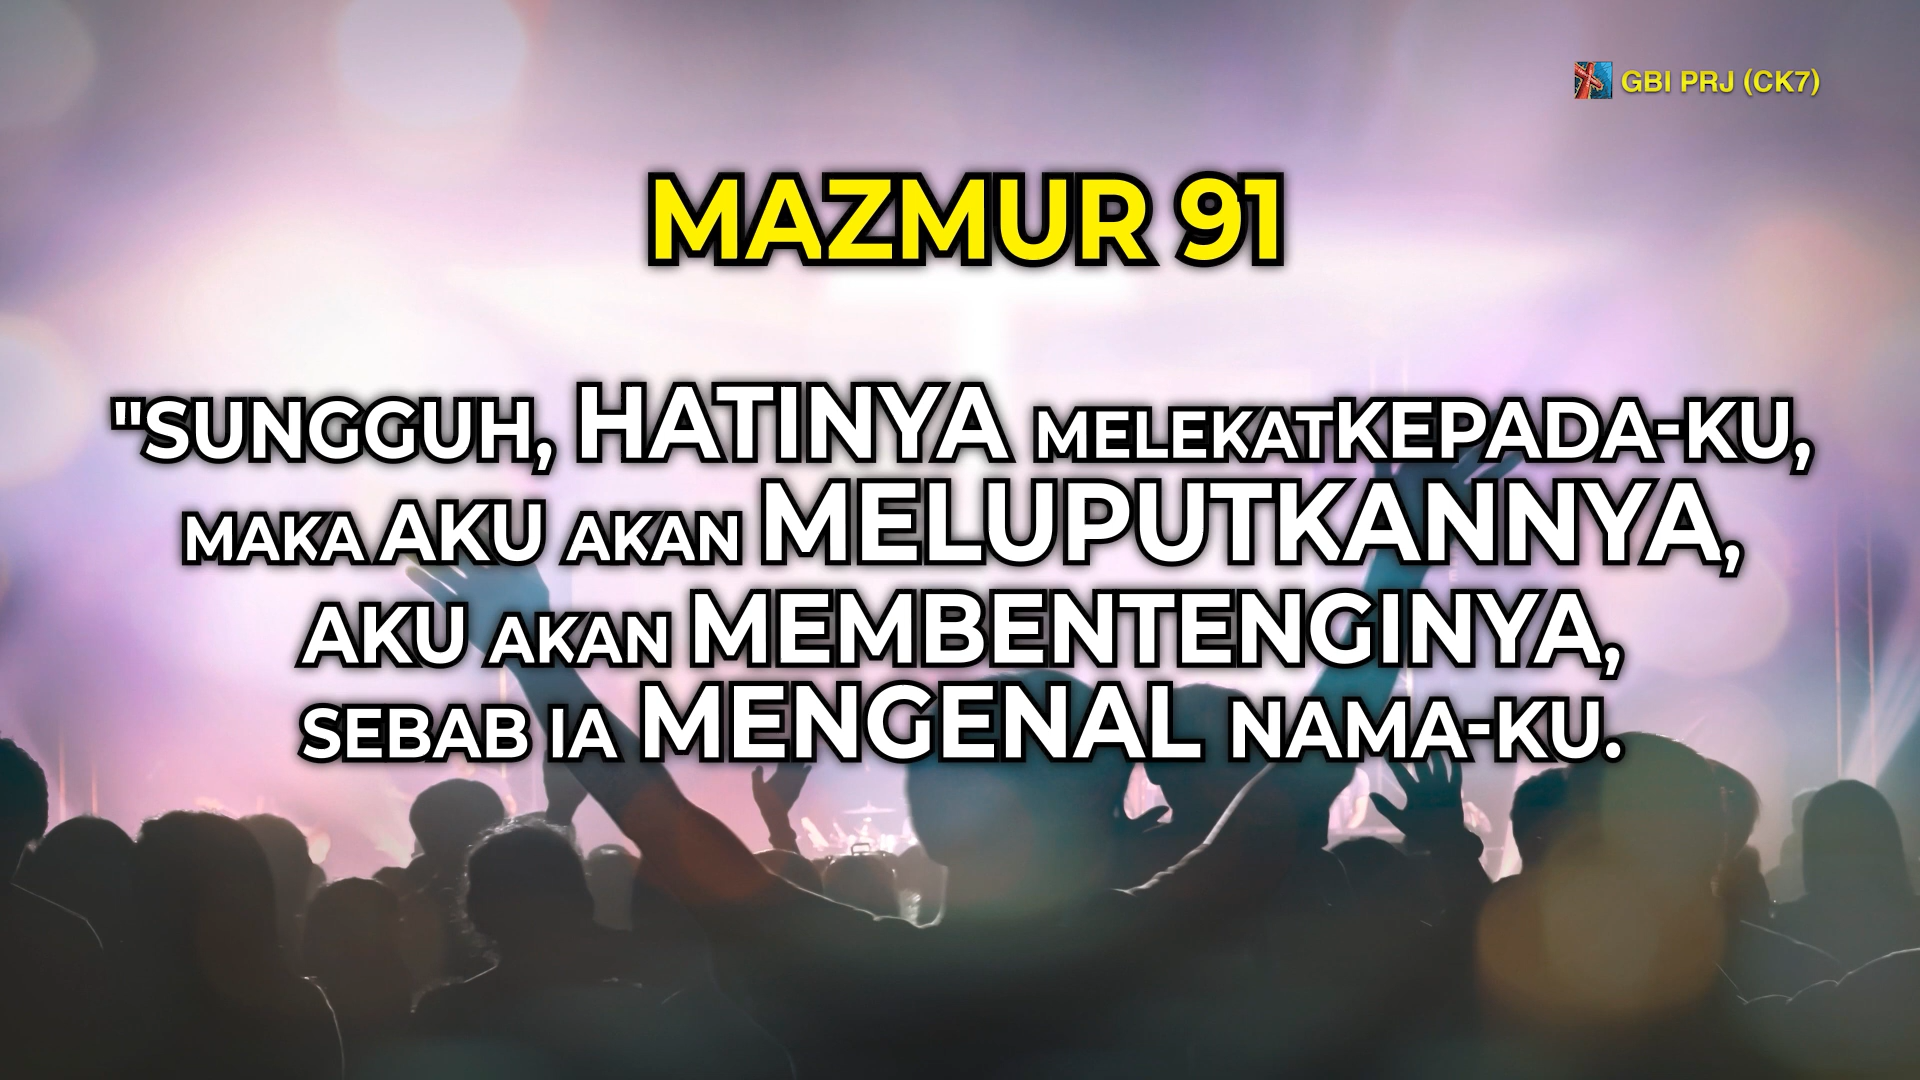 GBI PRJ (CK7)
MAZMUR 91
"SUNGGUH, HATINYA MELEKATKEPADA-KU,
MAKA AKU AKAN MELUPUTKANNYA,
AKU AKAN MEMBENTENGINYA,
SEBAB IA MENGENAL NAMA-KU.